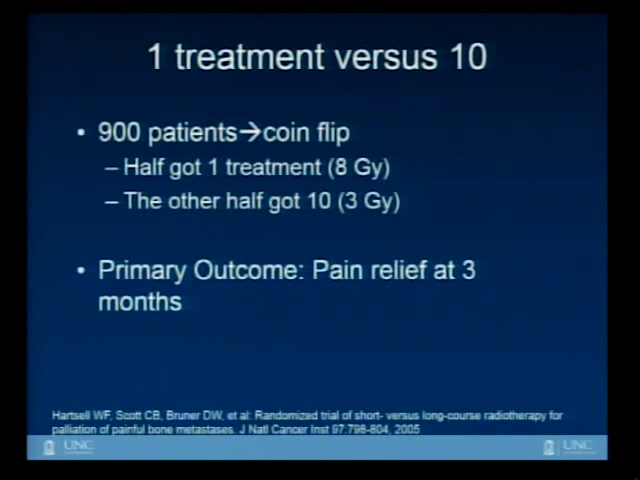 1 treatment versus 10
• 900 patients→coin flip
– Half got 1 treatment (8 Gy)
– The other half got 10 (3 Gy)
• Primary Outcome: Pain relief at 3
months
Hartsell WF, Scott CB, Bruner DW, et al: Randomized trial of short- versus long-course radiotherapy for
palliation of painful bone metastases. J Natl Cancer Inst 97:798-804, 2005
UNC
UNC